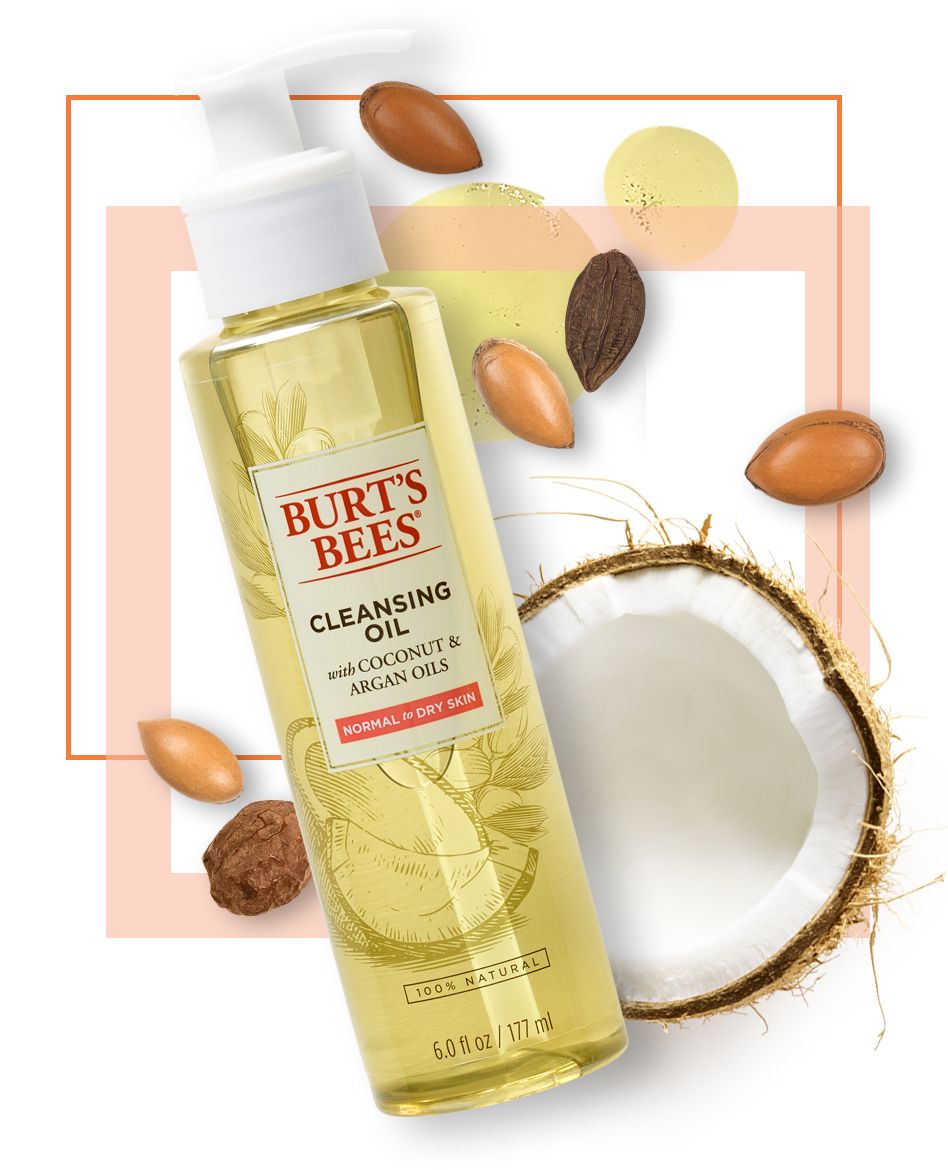 BURT'S
BEES®
CLEANSING
OIL
with COCONUT &
ARGAN OILS
NORMAL to DRY SKIN
100% NATURAL
6.0 fl oz / 177 ml